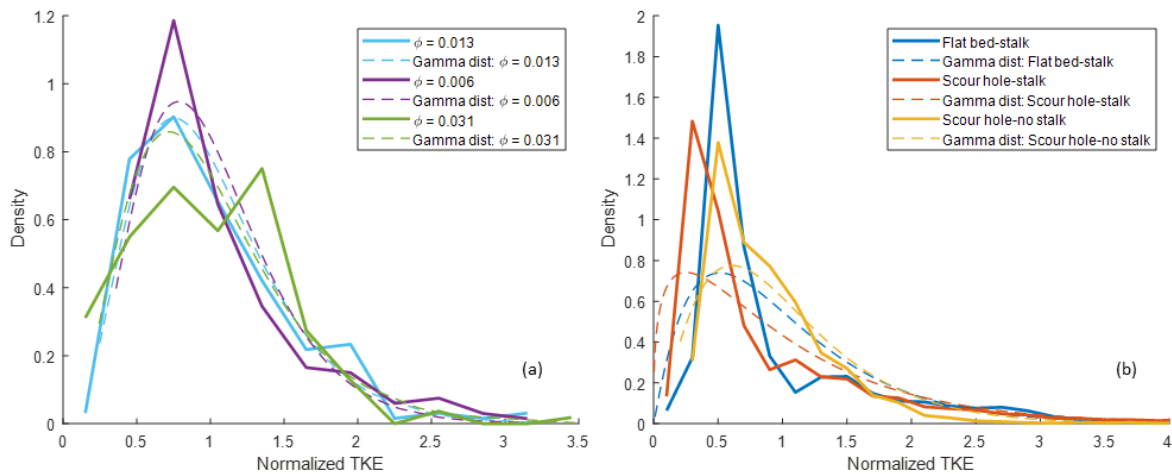 1.2
1
0.8
0.6
0.4
0.2
0
Density
0 0.5 1 1.5 2 2.5 3 3.5
Normalized TKE
ϕ = 0.013
Gamma dist: ϕ = 0.013
ϕ = 0.006
Gamma dist: ϕ = 0.006
ϕ = 0.031
Gamma dist: ϕ = 0.031
(a)
2
1.8
1.6
1.4
1.2
1
0.8
0.6
0.4
0.2
0
Density
0 0.5 1 1.5 2 2.5 3 3.5 4
Normalized TKE
Flat bed-stalk
Gamma dist: Flat bed-stalk
Scour hole-stalk
Gamma dist: Scour hole-stalk
Scour hole-no stalk
Gamma dist: Scour hole-no stalk
(b)